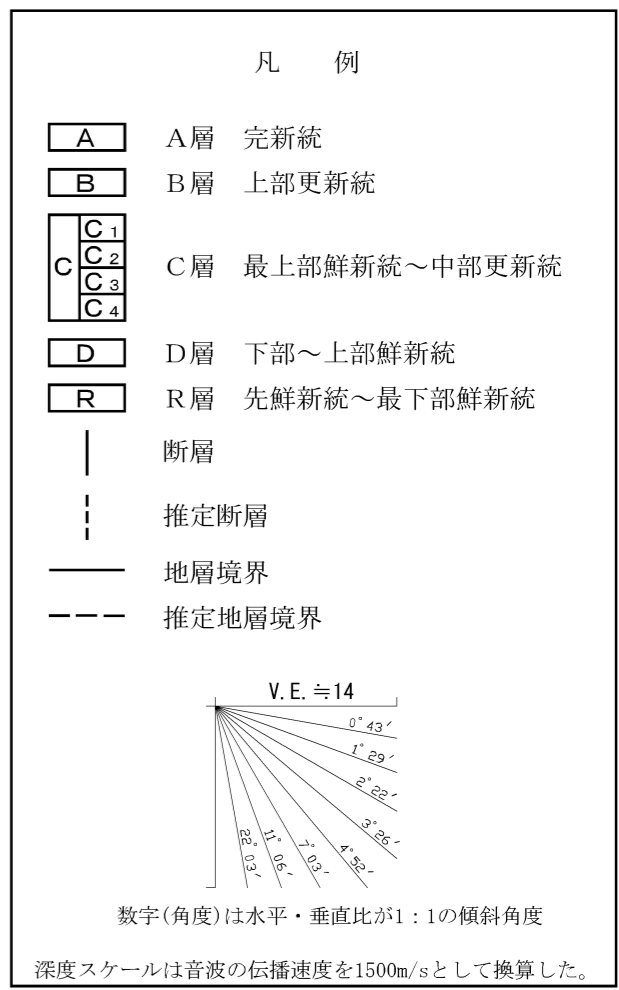 凡　例
A　A層　完新統
B　B層　上部更新統
C1
C2
C　C層　最上部鮮新統～中部更新統
C3
C4
D　D層　下部～上部鮮新統
R　R層　先鮮新統～最下部鮮新統
断層
推定断層
地層境界
推定地層境界
V.E.≒14
0°43′
1°29′
2°22′
3°26′
4°52′
7°03′
11°06′
22°03′
数字(角度)は水平・垂直比が1：1の傾斜角度
深度スケールは音波の伝播速度を1500m/sとして換算した。